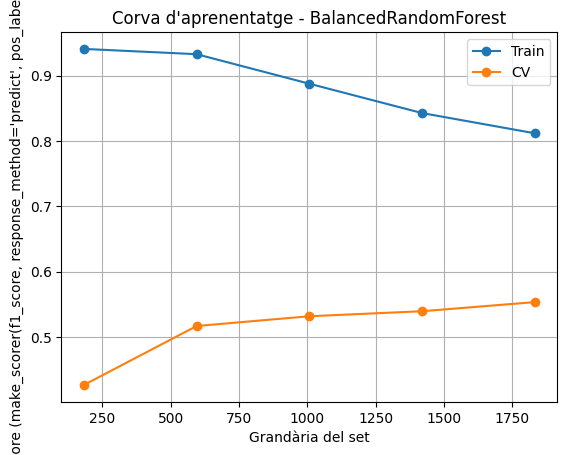 Corva d'aprenentatge - BalancedRandomForest
ore (make_scorer(f1_score, response_method='predict', pos_labe
0.9
0.8
0.7
0.6
0.5
Train
CV
250
500
750
1000
1250
1500
1750
Grandària del set